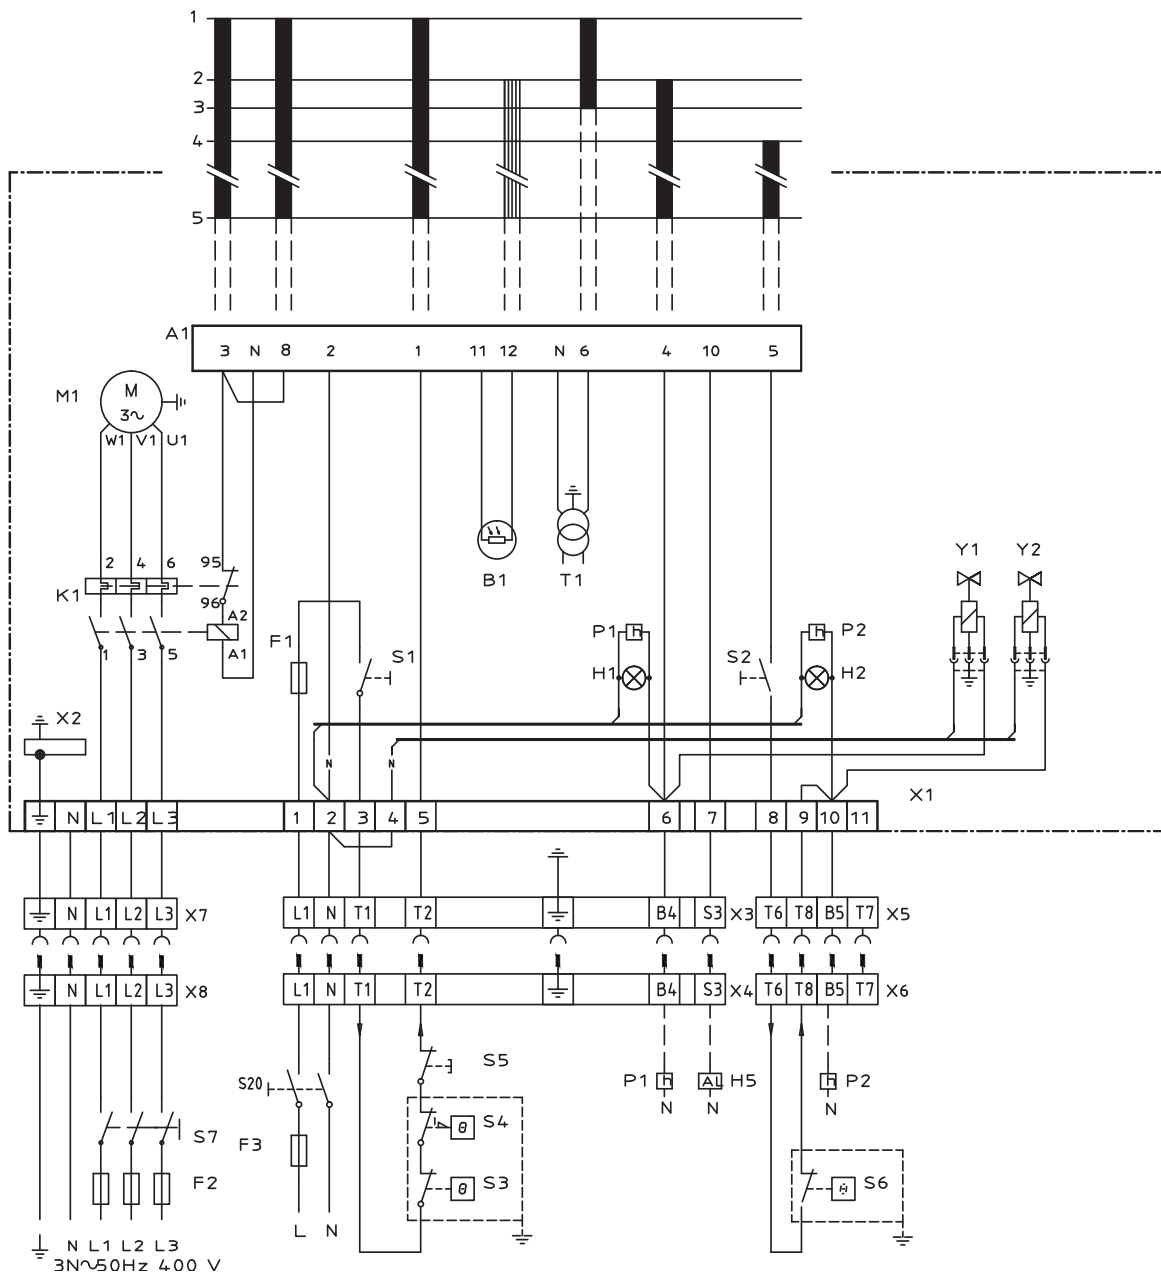 1
2
3
4
5
A1
3 N 8 2 1 11 12 N 6 4 10 5
M1
M
3~
W1 V1 U1
B1
T1
2 4 6
95
96
K1
A2
A1
1 3 5
F1
S1
P1 h
H1
S2
h P2
H2
Y1 Y2
X2
N
N
X1
N L1 L2 L3 1 2 3 4 5 6 7 8 9 10 11
N L1 L2 L3 X7 L1 N T1 T2 B4 S3 X3 T6 T8 B5 T7 X5
N L1 L2 L3 X8 L1 N T1 T2 B4 S3 X4 T6 T8 B5 T7 X6
S20
S5
P1 h AL H5 h P2
N N N
S7
F3
θ S4
F2
θ S3
S6
L N
N L1 L2 L3
3N~50Hz 400 V